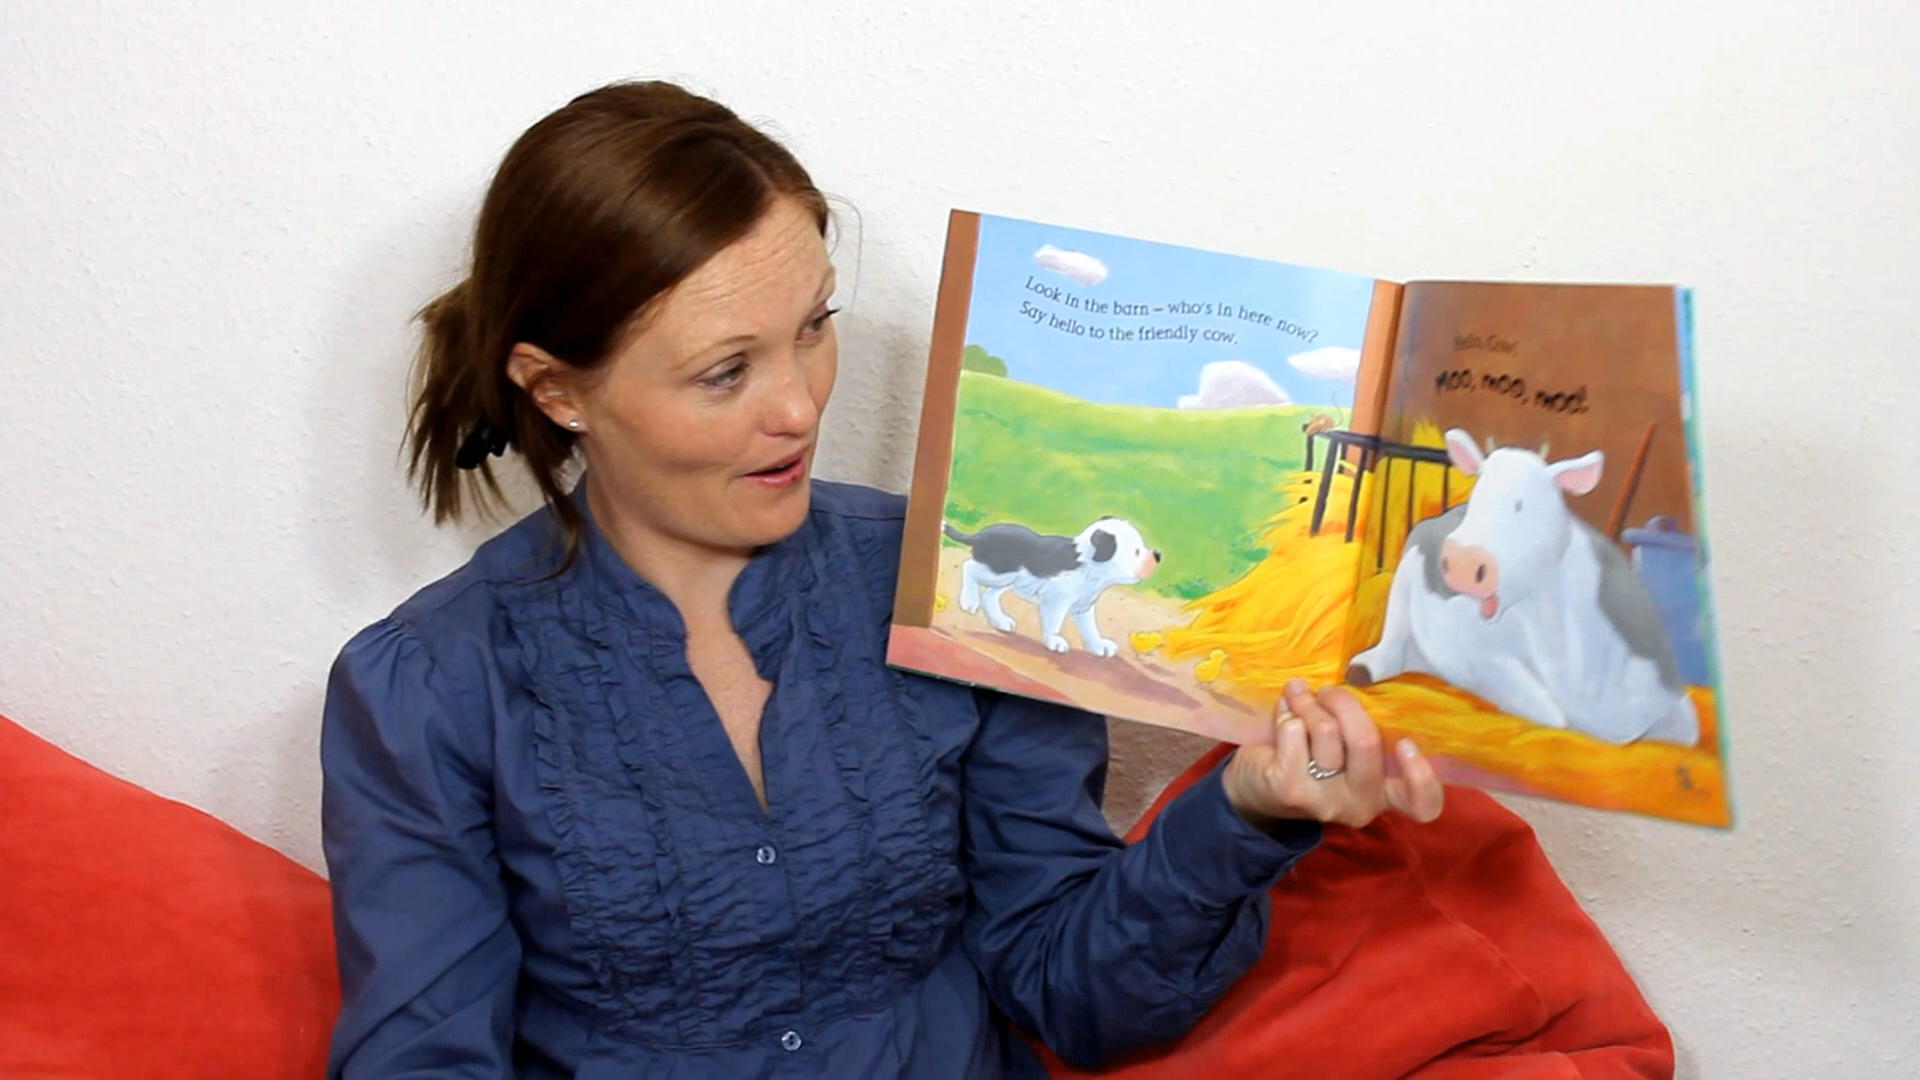 Look in the barn – who's in here now?
Say hello to the friendly cow.
Hello, Cow!
Moo, moo, moo!